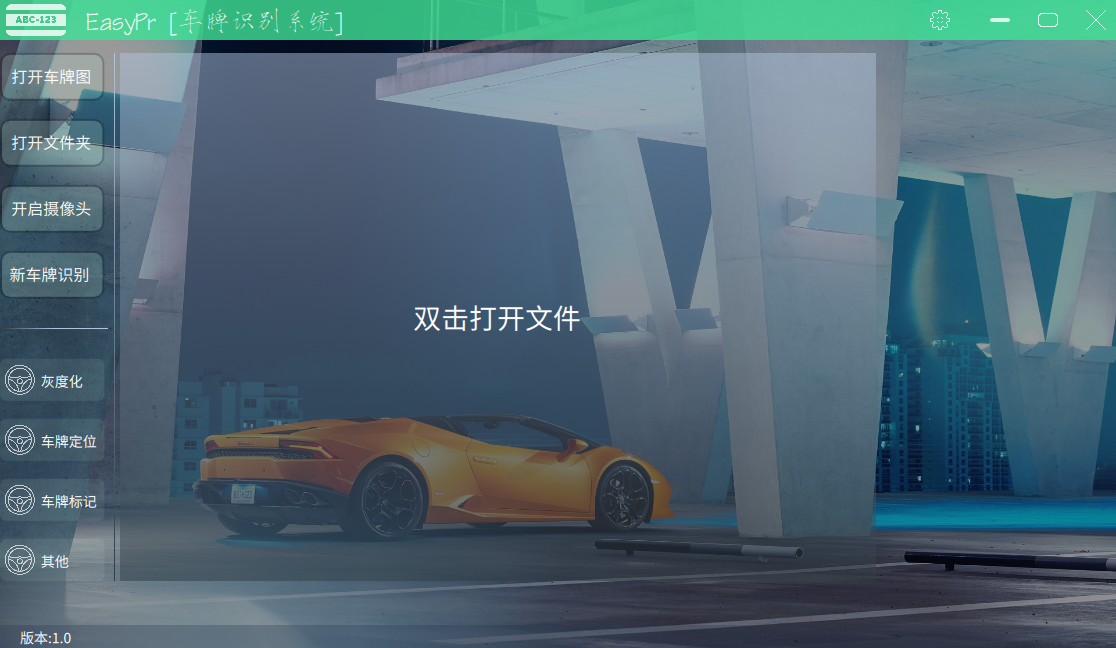 ABC-123
EasyPr [车牌识别系统]
打开车牌图
打开文件夹
开启摄像头
新车牌识别
双击打开文件
灰度化
车牌定位
车牌标记
其他
版本:1.0